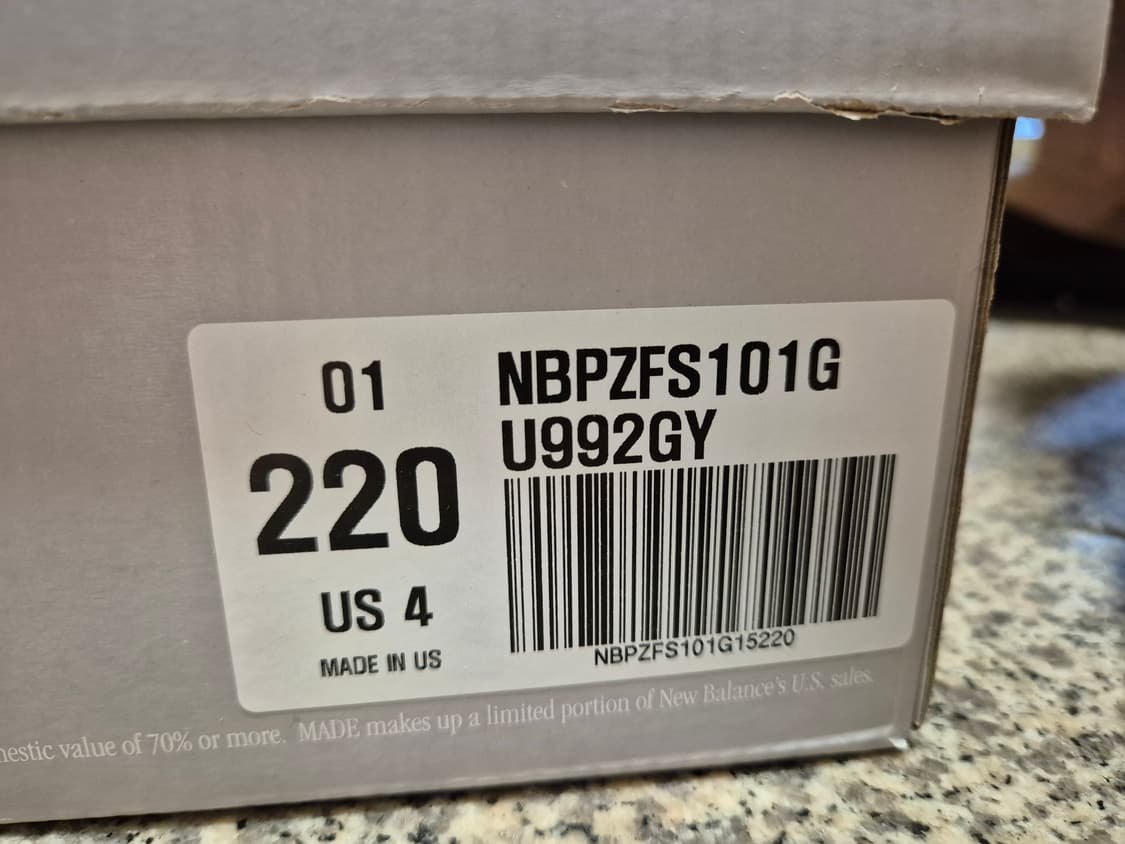 01
220
US 4
MADE IN US
NBPZFS101G
U992GY
NBPZFS101G15220
value of 70% or more. MADE makes up a limited portion of New Balance's U.S. sales.